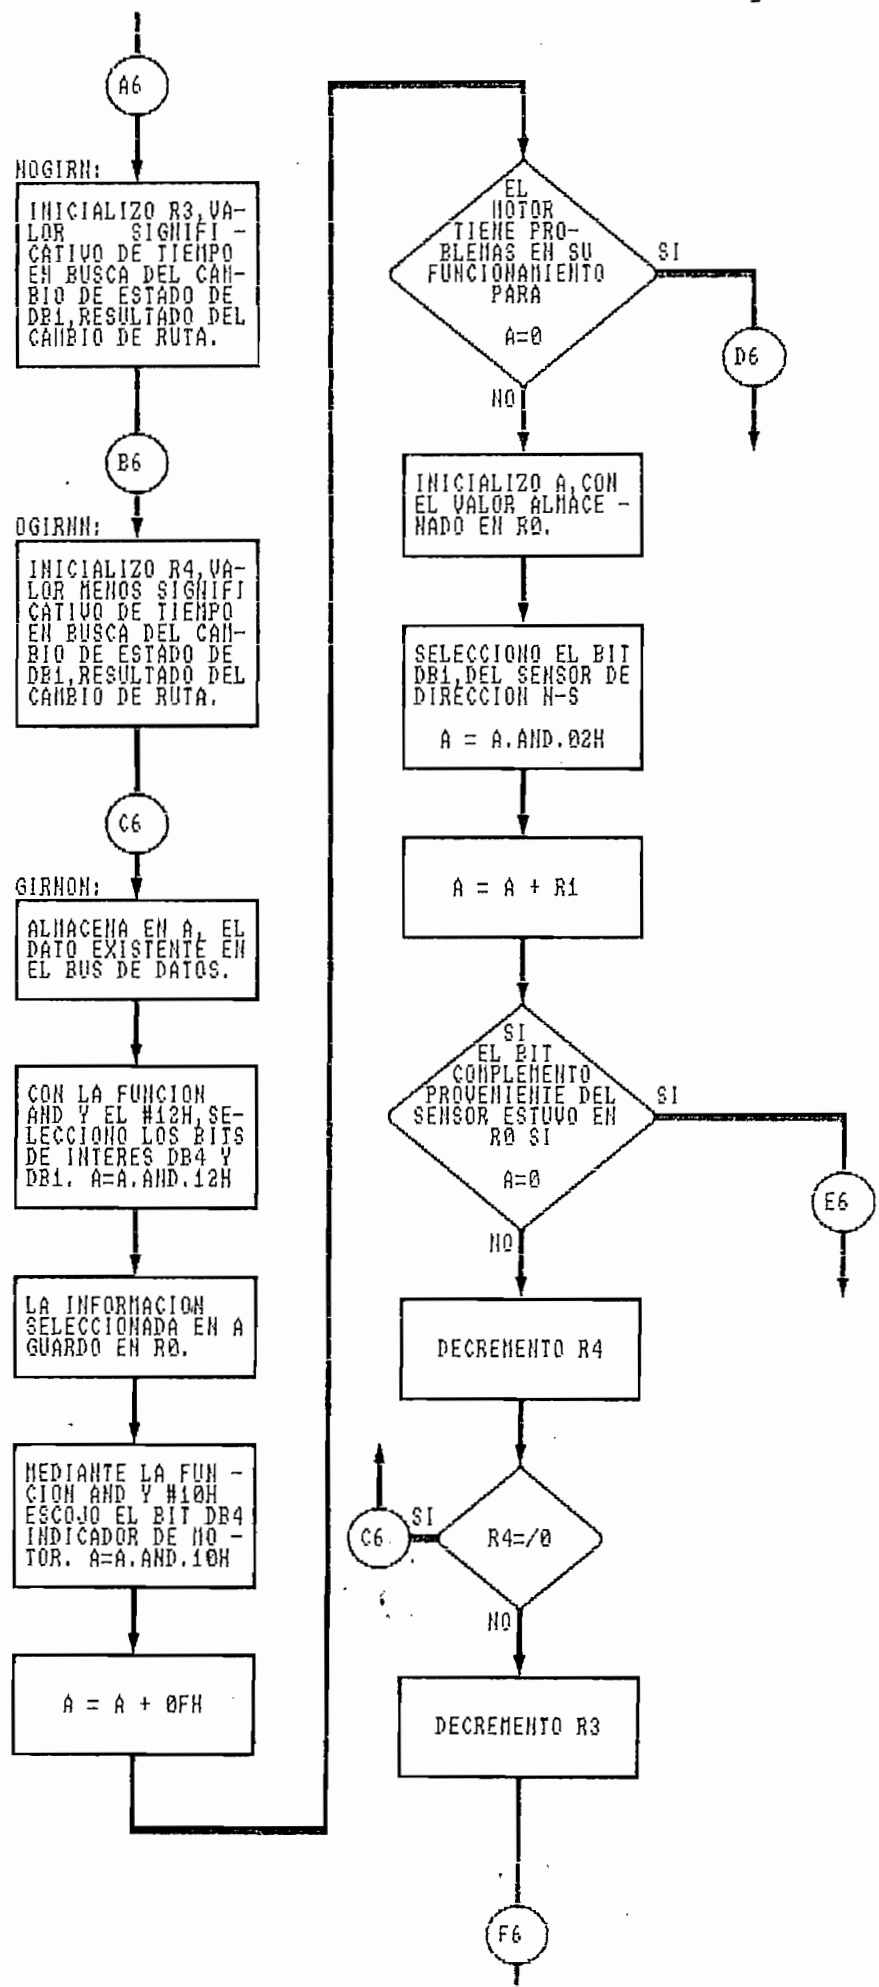 A6
NOGIRN:
INICIALIZO R3,VA-
LOR SIGNIFI -
CATIVO DE TIEMPO
EN BUSCA DEL CAM-
BIO DE ESTADO DE
DB1,RESULTADO DEL
CAMBIO DE RUTA.
B6
OGIRNN:
INICIALIZO R4,VA-
LOR MENOS SIGNIFI
CATIVO DE TIEMPO
EN BUSCA DEL CAM-
BIO DE ESTADO DE
DB1,RESULTADO DEL
CAMBIO DE RUTA.
C6
GIRNON:
ALMACENA EN A, EL
DATO EXISTENTE EN
EL BUS DE DATOS.
CON LA FUNCION
AND Y EL #12H,SE-
LECCIONO LOS BITS
DE INTERES DB4 Y
DB1. A=A.AND.12H
LA INFORMACION
SELECCIONADA EN A
GUARDO EN R0.
MEDIANTE LA FUN -
CION AND Y #10H
ESCOJO EL BIT DB4
INDICADOR DE MO -
TOR. A=A.AND.10H
A = A + 0FH
EL
MOTOR
TIENE PRO-
BLEMAS EN SU
FUNCIONAMIENTO
PARA
A=0
SI
D6
NO
INICIALIZO A,CON
EL VALOR ALMACE -
NADO EN R0.
SELECCIONO EL BIT
DB1,DEL SENSOR DE
DIRECCION N-S
A = A.AND.02H
A = A + R1
SI
EL BIT
COMPLEMENTO
PROVENIENTE DEL
SENSOR ESTUVO EN
R0 SI
A=0
SI
E6
NO
DECREMENTO R4
R4=/0
SI
C6
NO
DECREMENTO R3
F6